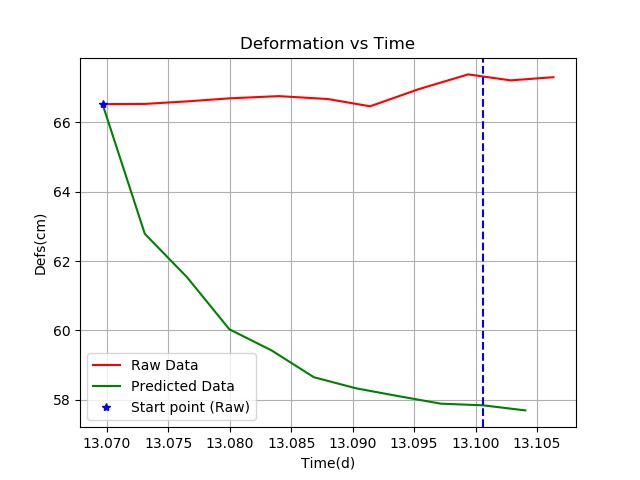 Deformation vs Time
Defs(cm)
66
64
62
60
58
Raw Data
Predicted Data
Start point (Raw)
13.070 13.075 13.080 13.085 13.090 13.095 13.100 13.105
Time(d)